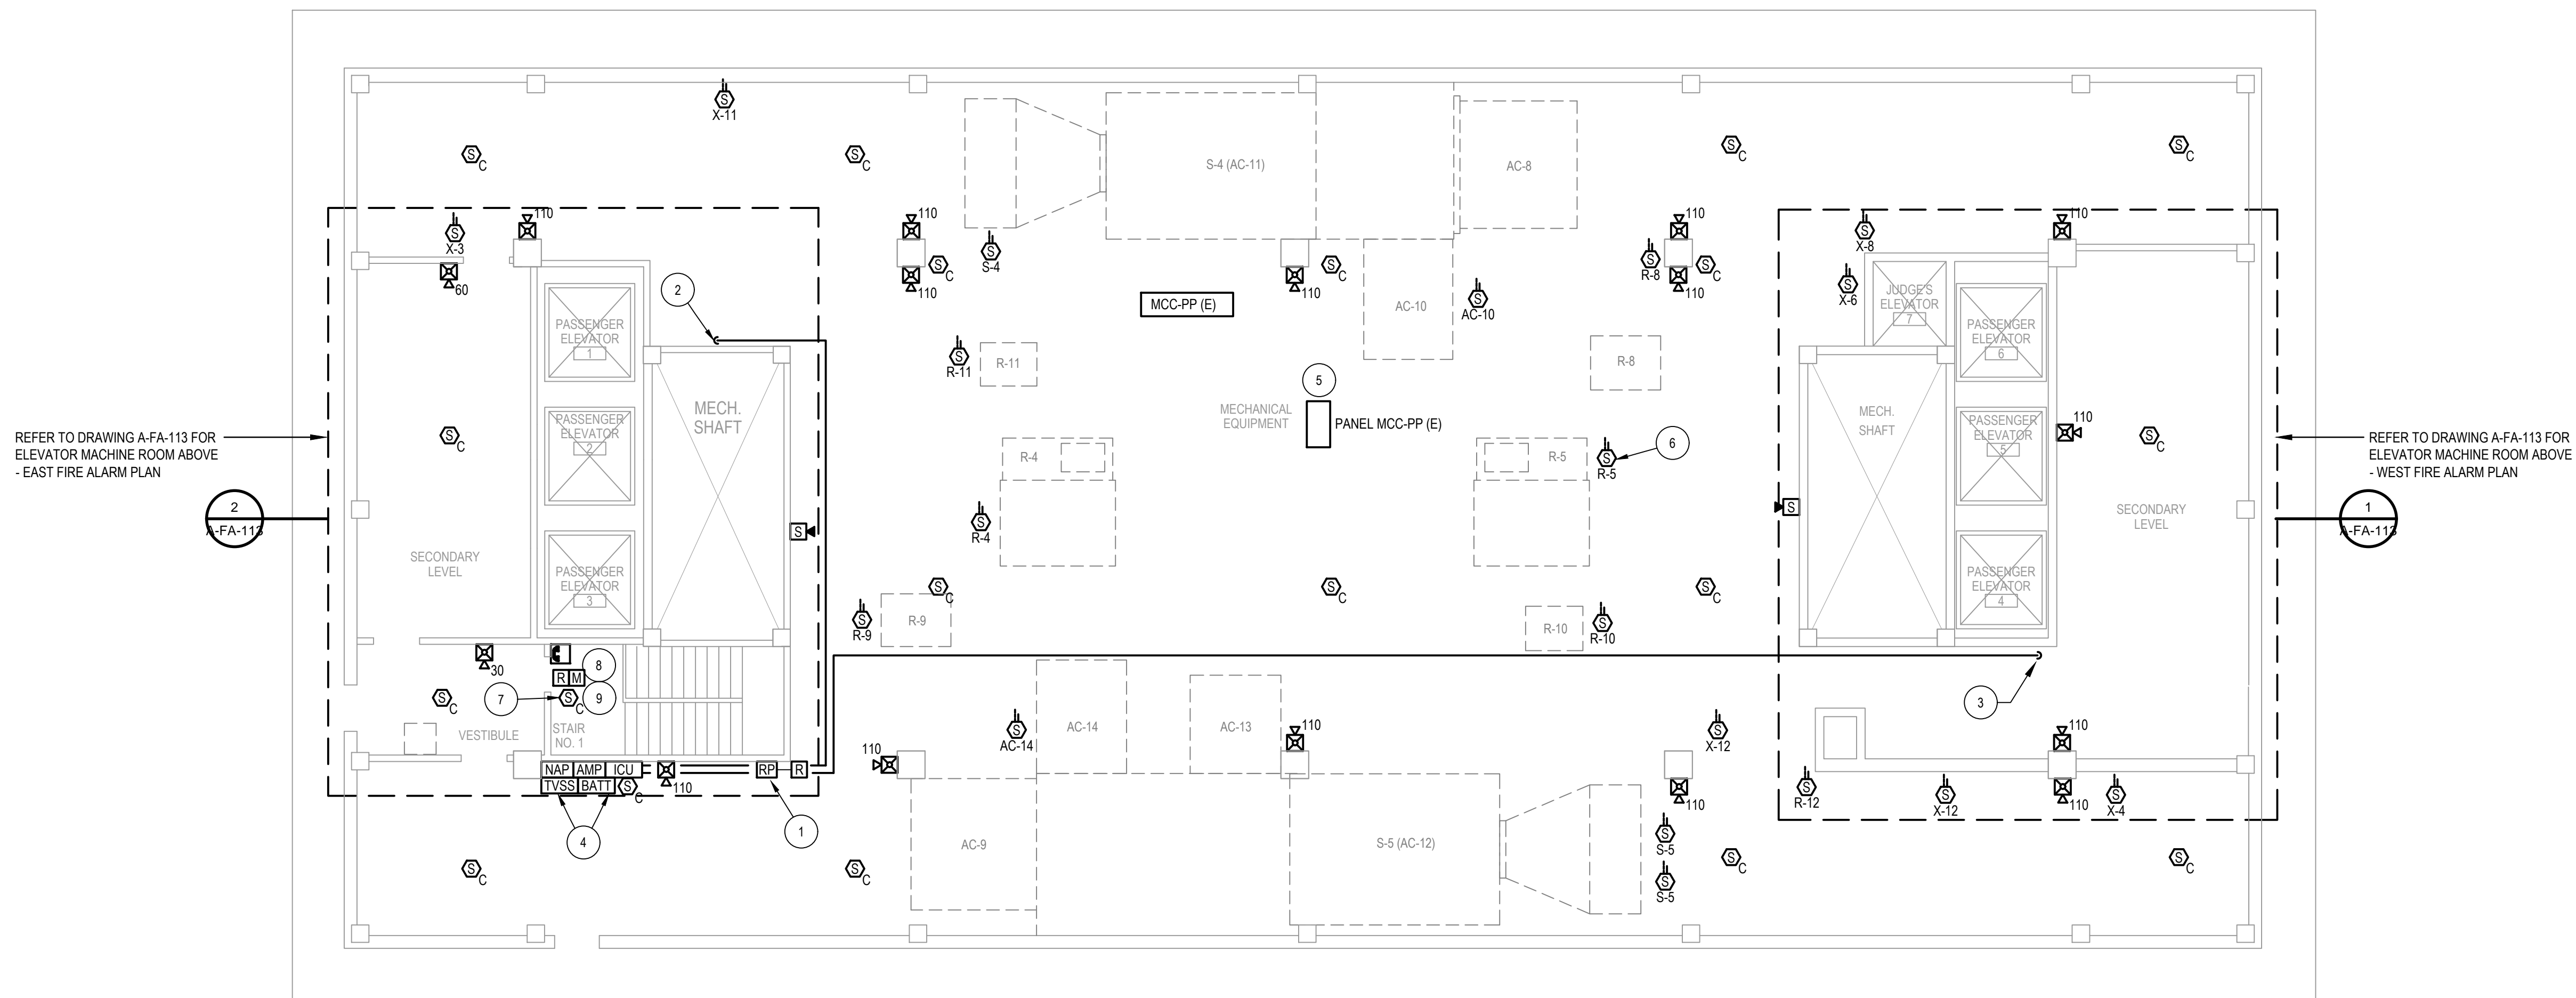 X-11
S
C
S
C
S
C
S
C
S-4 (AC-11)
AC-8
S
X-3
110
60
S
S-4
110
S
C
110
S
C
110
S
R-8
110
S
C
110
S
X-8
S
X-6
110
2
MCC-PP (E)
AC-10
S
AC-10
JUDGE'S
ELEVATOR
7
PASSENGER
ELEVATOR
1
PASSENGER
ELEVATOR
6
S
R-11
R-11
R-8
5
MECH.
SHAFT
MECHANICAL
EQUIPMENT
PANEL MCC-PP (E)
MECH.
SHAFT
REFER TO DRAWING A-FA-113 FOR
ELEVATOR MACHINE ROOM ABOVE
- EAST FIRE ALARM PLAN
S
C
PASSENGER
ELEVATOR
2
R-4
R-5
S
R-5
6
PASSENGER
ELEVATOR
5
110
S
C
REFER TO DRAWING A-FA-113 FOR
ELEVATOR MACHINE ROOM ABOVE
- WEST FIRE ALARM PLAN
2
A-FA-113
S
S
R-4
S
SECONDARY
LEVEL
1
A-FA-113
SECONDARY
LEVEL
PASSENGER
ELEVATOR
3
PASSENGER
ELEVATOR
4
S
C
S
C
S
C
S
R-9
R-9
R-10
S
R-10
30
8
R M
S
C
7
S
C
9
3
VESTIBULE
STAIR
NO. 1
S
AC-14
AC-14
AC-13
110
S
X-12
110
NAP AMP ICU
TVSS BATT
S
C
110
RP
R
110
110
S
R-12
S
X-12
110
S
X-4
4
1
AC-9
S-5 (AC-12)
S
S-5
S
S-5
S
C
S
C
S
C
S
C